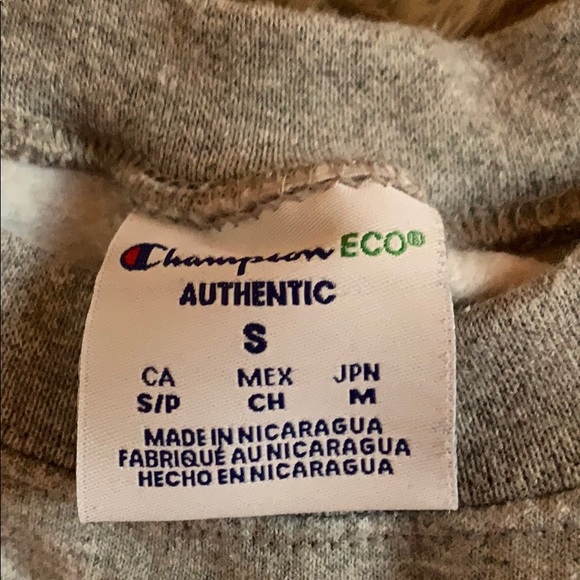 Champion ECO®
AUTHENTIC
S
CA MEX JPN
S/P CH M
MADE IN NICARAGUA
FABRIQUÉ AU NICARAGUA
HECHO EN NICARAGUA